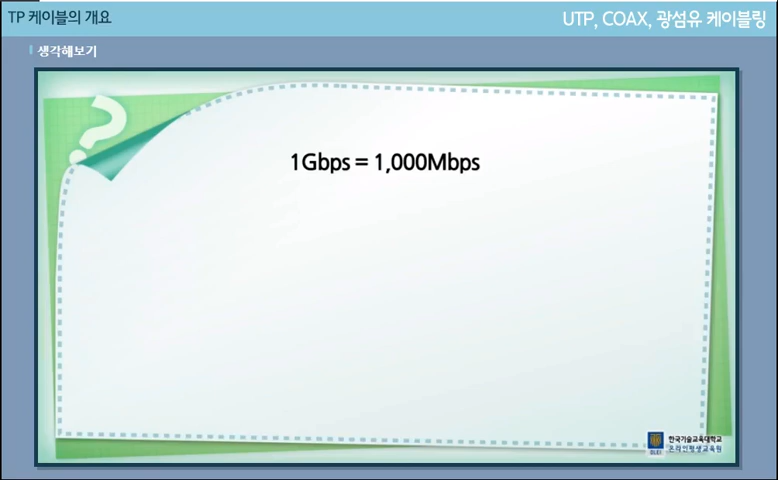 TP 케이블의 개요
UTP, COAX, 광섬유 케이블링
생각해보기
1Gbps = 1,000Mbps
한국기술교육대학교
온라인평생교육원
OLEI